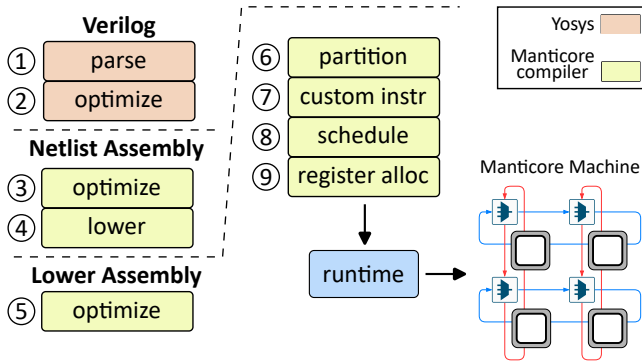 Verilog
① parse
② optimize
Netlist Assembly
③ optimize
④ lower
Lower Assembly
⑤ optimize
⑥ partition
⑦ custom instr
⑧ schedule
⑨ register alloc
runtime
Yosys
Manticore
compiler
Manticore Machine